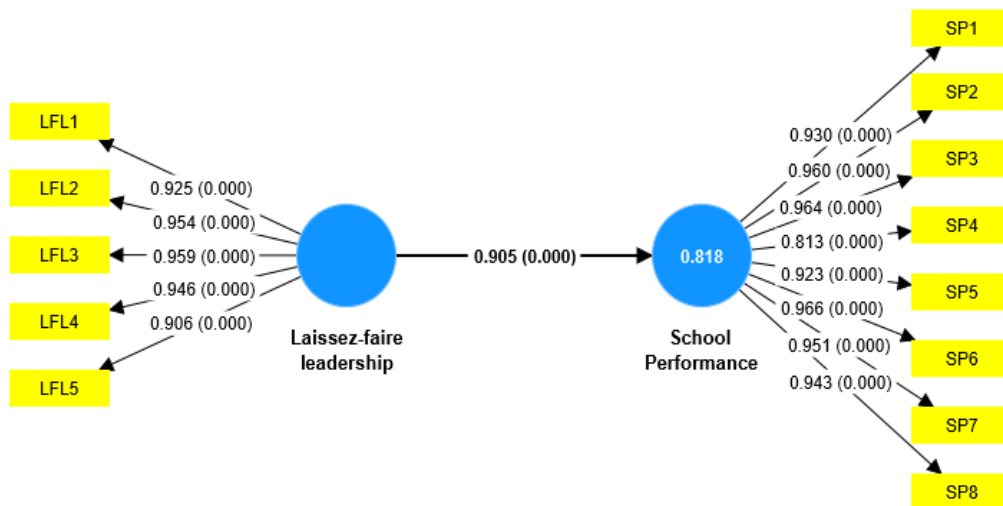 SP1
SP2
SP3
SP4
SP5
SP6
SP7
SP8
LFL1
LFL2
LFL3
LFL4
LFL5
0.925 (0.000)
0.954 (0.000)
0.959 (0.000)
0.946 (0.000)
0.906 (0.000)
Laissez-faire
leadership
0.905 (0.000)
0.818
School
Performance
0.930 (0.000)
0.960 (0.000)
0.964 (0.000)
0.813 (0.000)
0.923 (0.000)
0.966 (0.000)
0.951 (0.000)
0.943 (0.000)